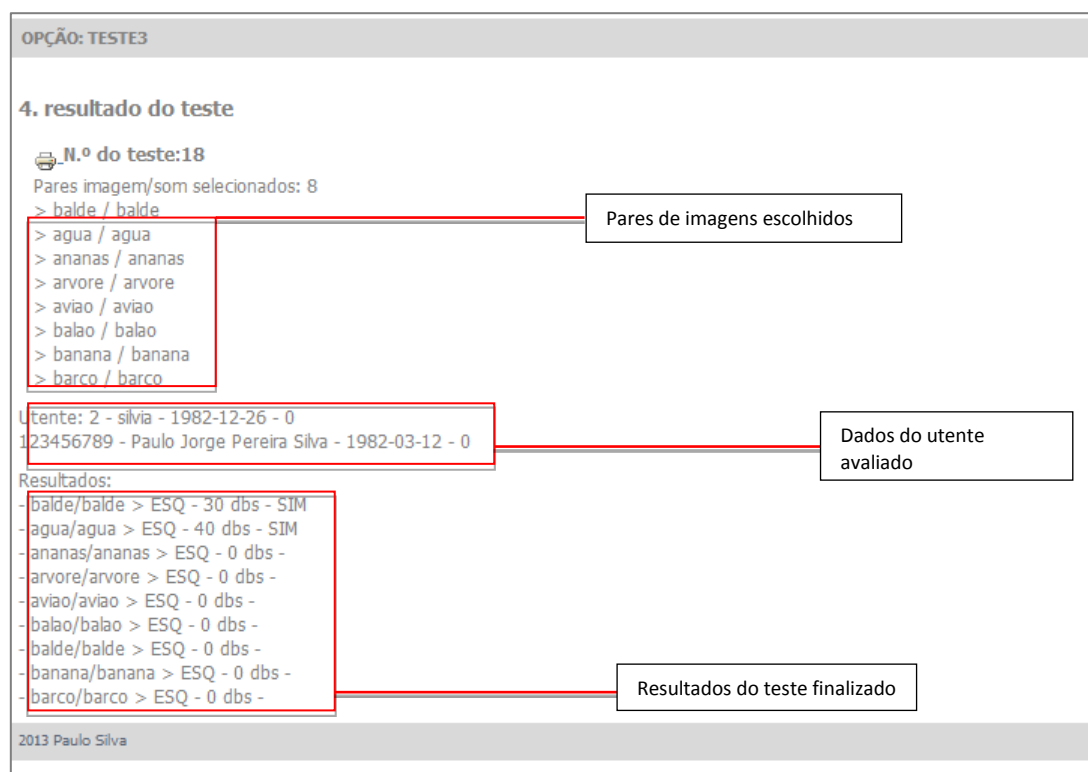 OPÇÃO: TESTE3
4. resultado do teste
N.º do teste:18
Pares imagem/som selecionados: 8
> balde / balde
> agua / agua
> ananas / ananas
> arvore / arvore
> aviao / aviao
> balao / balao
> banana / banana
> barco / barco
Pares de imagens escolhidos
Utente: 2 - silvia - 1982-12-26 - 0
123456789 - Paulo Jorge Pereira Silva - 1982-03-12 - 0
Dados do utente
avaliado
Resultados:
- balde/balde > ESQ - 30 dbs - SIM
- agua/agua > ESQ - 40 dbs - SIM
- ananas/ananas > ESQ - 0 dbs -
- arvore/arvore > ESQ - 0 dbs -
- aviao/aviao > ESQ - 0 dbs -
- balao/balao > ESQ - 0 dbs -
- balde/balde > ESQ - 0 dbs -
- banana/banana > ESQ - 0 dbs -
- barco/barco > ESQ - 0 dbs -
Resultados do teste finalizado
2013 Paulo Silva